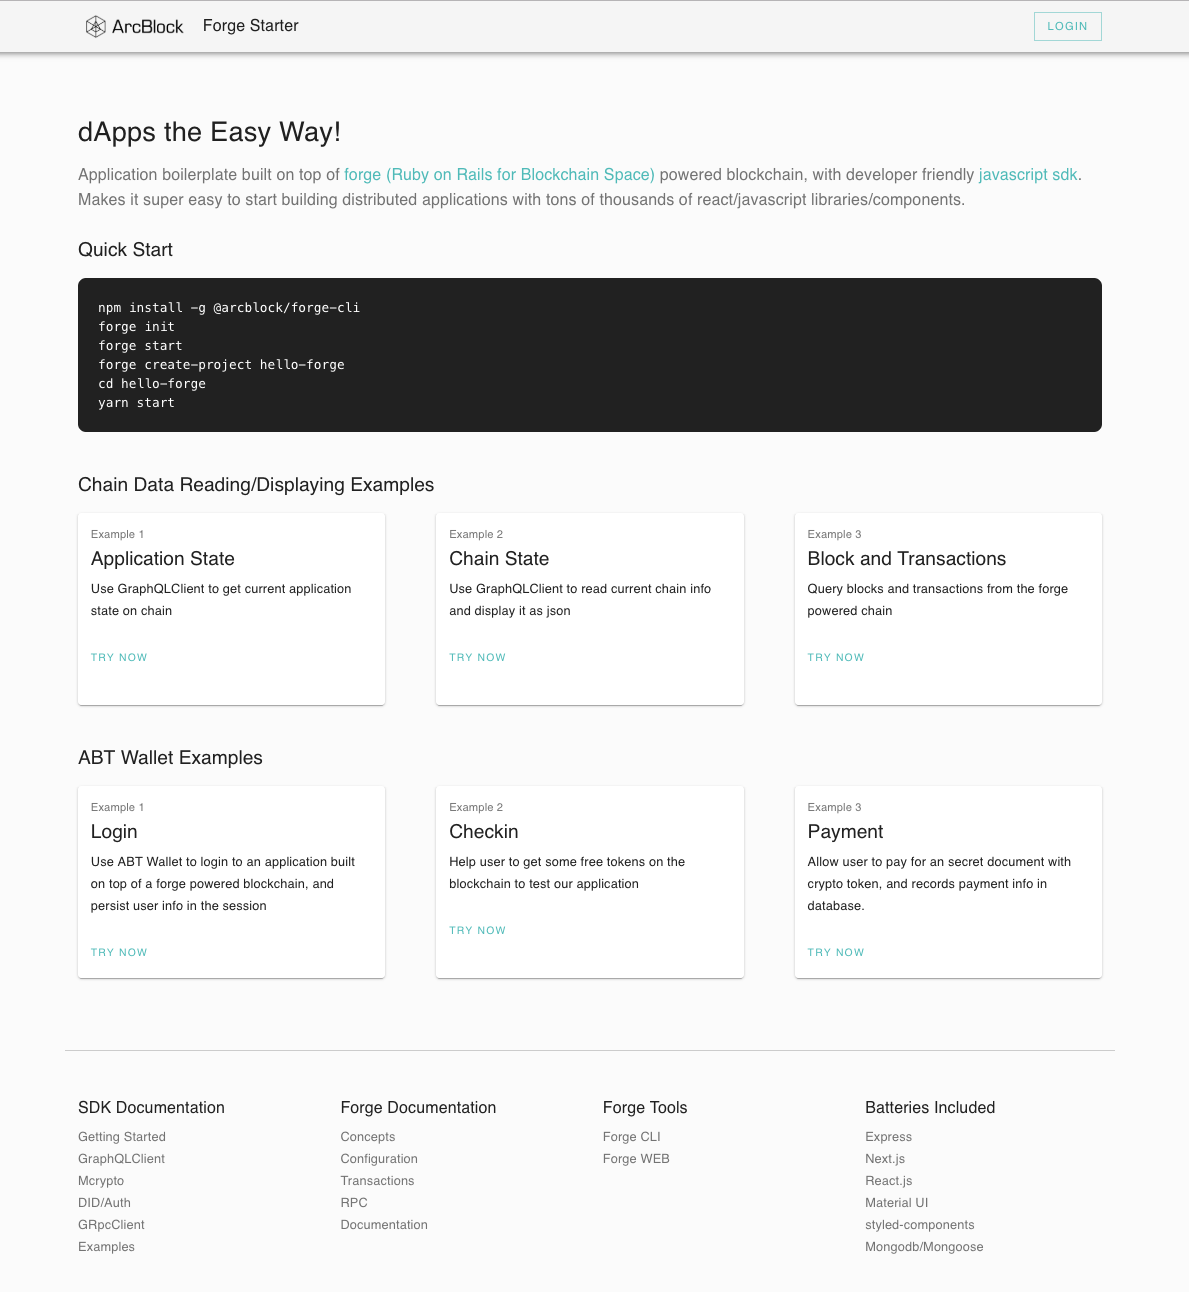 ArcBlock Forge Starter LOGIN
dApps the Easy Way!
Application boilerplate built on top of forge (Ruby on Rails for Blockchain Space) powered blockchain, with developer friendly javascript sdk.
Makes it super easy to start building distributed applications with tons of thousands of react/javascript libraries/components.
Quick Start
npm install -g @arcblock/forge-cli
forge init
forge start
forge create-project hello-forge
cd hello-forge
yarn start
Chain Data Reading/Displaying Examples
Example 1
Application State
Use GraphQLClient to get current application
state on chain
TRY NOW
Example 2
Chain State
Use GraphQLClient to read current chain info
and display it as json
TRY NOW
Example 3
Block and Transactions
Query blocks and transactions from the forge
powered chain
TRY NOW
ABT Wallet Examples
Example 1
Login
Use ABT Wallet to login to an application built
on top of a forge powered blockchain, and
persist user info in the session
TRY NOW
Example 2
Checkin
Help user to get some free tokens on the
blockchain to test our application
TRY NOW
Example 3
Payment
Allow user to pay for an secret document with
crypto token, and records payment info in
database.
TRY NOW
SDK Documentation
Getting Started
GraphQLClient
Mcrypto
DID/Auth
GRpcClient
Examples
Forge Documentation
Concepts
Configuration
Transactions
RPC
Documentation
Forge Tools
Forge CLI
Forge WEB
Batteries Included
Express
Next.js
React.js
Material UI
styled-components
Mongodb/Mongoose